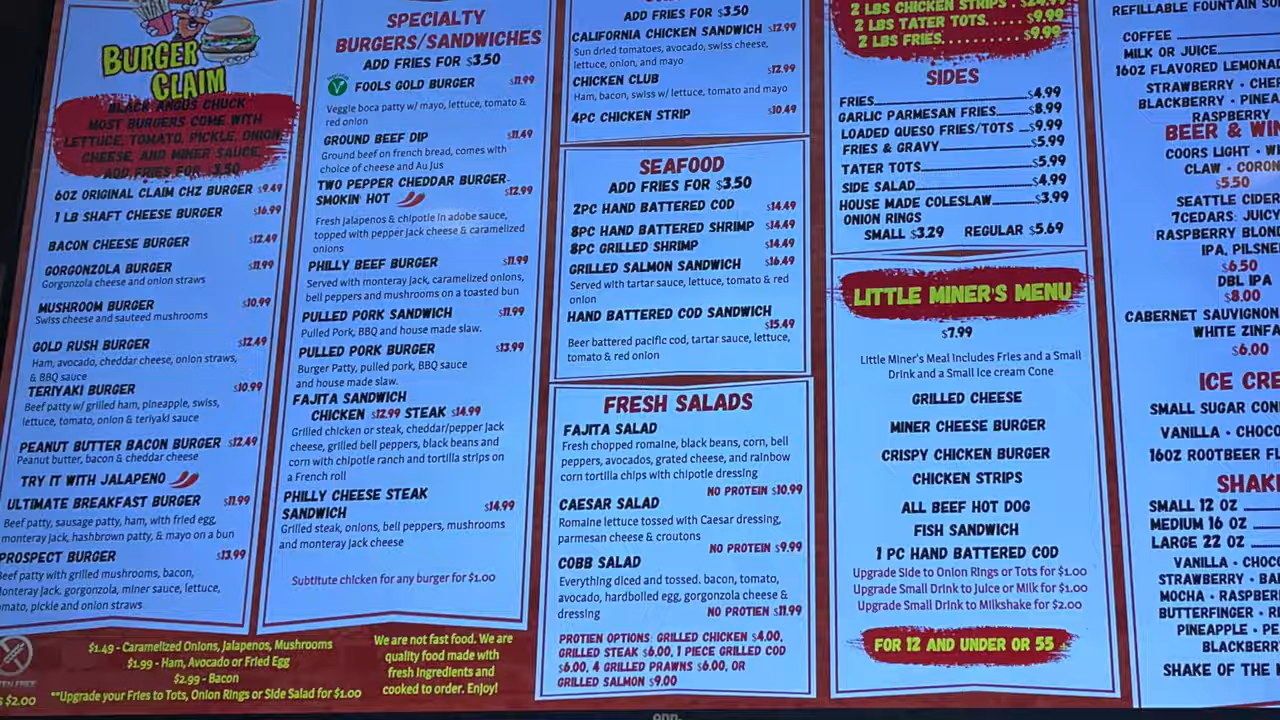 BURGER
CLAIM
BLACK ANGUS CHUCK
MOST BURGERS COME WITH
LETTUCE, TOMATO, PICKLE, ONION
CHEESE, AND MINER SAUCE
ADD FRIES FOR $3.50
6OZ ORIGINAL CLAIM CHZ BURGER $9.49
1 LB SHAFT CHEESE BURGER $16.99
BACON CHEESE BURGER $12.49
GORGONZOLA BURGER $11.99
Gorgonzola cheese and onion straws
MUSHROOM BURGER $10.99
Swiss cheese and sauteed mushrooms
GOLD RUSH BURGER $12.49
Ham, avocado, cheddar cheese, onion straws,
& BBQ sauce
TERIYAKI BURGER $10.99
Beef patty w/ grilled ham, pineapple, swiss,
lettuce, tomato, onion & teriyaki sauce
PEANUT BUTTER BACON BURGER $12.49
Peanut butter, bacon & cheddar cheese
TRY IT WITH JALAPENO
ULTIMATE BREAKFAST BURGER $11.99
Beef patty, sausage patty, ham, with fried egg,
monteray jack, hashbrown patty, & mayo on a bun
PROSPECT BURGER $13.99
Beef patty with grilled mushrooms, bacon,
Monteray jack, gorgonzola, miner sauce, lettuce,
tomato, pickle and onion straws
SPECIALTY
BURGERS/SANDWICHES
ADD FRIES FOR $3.50
FOOLS GOLD BURGER $11.99
Veggie boca patty w/ mayo, lettuce, tomato &
red onion
GROUND BEEF DIP $11.49
Ground beef on french bread, comes with
choice of cheese and Au Jus
TWO PEPPER CHEDDAR BURGER-
SMOKIN' HOT $12.99
Fresh Jalapenos & chipotle in adobe sauce,
topped with pepper Jack cheese & caramelized
onions
PHILLY BEEF BURGER $11.99
Served with monteray jack, caramelized onions,
bell peppers and mushrooms on a toasted bun
PULLED PORK SANDWICH $11.99
Pulled Pork, BBQ and house made slaw.
PULLED PORK BURGER $13.99
Burger Patty, pulled pork, BBQ sauce
and house made slaw.
FAJITA SANDWICH
CHICKEN $12.99 STEAK $14.99
Grilled chicken or steak, cheddar/pepper Jack
cheese, grilled bell peppers, black beans and
corn with chipotle ranch and tortilla strips on
a French roll
PHILLY CHEESE STEAK
SANDWICH $14.99
Grilled steak, onions, bell peppers, mushrooms
and monteray Jack cheese
Subtitute chicken for any burger for $1.00
ADD FRIES FOR $3.50
CALIFORNIA CHICKEN SANDWICH $12.99
Sun dried tomatoes, avocado, swiss cheese,
lettuce, onion, and mayo
CHICKEN CLUB $12.99
Ham, bacon, swiss w/ lettuce, tomato and mayo
4PC CHICKEN STRIP $10.49
SEAFOOD
ADD FRIES FOR $3.50
2PC HAND BATTERED COD $14.49
8PC HAND BATTERED SHRIMP $14.49
8PC GRILLED SHRIMP $14.49
GRILLED SALMON SANDWICH $16.49
Served with tartar sauce, lettuce, tomato & red
onion
HAND BATTERED COD SANDWICH
$15.49
Beer battered pacific cod, tartar sauce, lettuce,
tomato & red onion
FRESH SALADS
FAJITA SALAD
Fresh chopped romaine, black beans, corn, bell
peppers, avocados, grated cheese, and rainbow
corn tortilla chips with chipotle dressing
NO PROTEIN $10.99
CAESAR SALAD
Romaine lettuce tossed with Caesar dressing,
parmesan cheese & croutons
NO PROTEIN $9.99
COBB SALAD
Everything diced and tossed. bacon, tomato,
avocado, hardboiled egg, gorgonzola cheese &
dressing
NO PROTIEN $11.99
PROTIEN OPTIONS: GRILLED CHICKEN $4.00,
GRILLED STEAK $6.00, 1 PIECE GRILLED COD
$6.00, 4 GRILLED PRAWNS $6.00, OR
GRILLED SALMON $9.00
2 LBS CHICKEN STRIPS . $24.99
2 LBS TATER TOTS..... $9.99
2 LBS FRIES.......... $9.99
SIDES
FRIES $4.99
GARLIC PARMESAN FRIES $8.99
LOADED QUESO FRIES/TOTS $9.99
FRIES & GRAVY $5.99
TATER TOTS $5.99
SIDE SALAD $4.99
HOUSE MADE COLESLAW $3.99
ONION RINGS
SMALL $3.29 REGULAR $5.69
LITTLE MINER'S MENU
$7.99
Little Miner's Meal Includes Fries and a Small
Drink and a Small Ice cream Cone
GRILLED CHEESE
MINER CHEESE BURGER
CRISPY CHICKEN BURGER
CHICKEN STRIPS
ALL BEEF HOT DOG
FISH SANDWICH
1 PC HAND BATTERED COD
Upgrade Side to Onion Rings or Tots for $1.00
Upgrade Small Drink to Juice or Milk for $1.00
Upgrade Small Drink to Milkshake for $2.00
FOR 12 AND UNDER OR 55
REFILLABLE FOUNTAIN
COFFEE
MILK OR JUICE
16OZ FLAVORED LEMONADE
STRAWBERRY • CHE
BLACKBERRY • PINEA
RASPBERRY
BEER & WI
COORS LIGHT •
CLAW • CORON
$5.50
SEATTLE CIDER
7CEDARS: JUICY
RASPBERRY BLOND
IPA, PILSNE
$6.50
DBL IPA
$8.00
CABERNET SAUVIGNON
WHITE ZINFA
$6.00
ICE CRE
SMALL SUGAR CON
VANILLA • CHOCO
16OZ ROOTBEER FL
SHAKE
SMALL 12 OZ
MEDIUM 16 OZ
LARGE 22 OZ
VANILLA • CHOC
STRAWBERRY • BA
MOCHA • RASPBER
BUTTERFINGER • R
PINEAPPLE • PE
BLACKBERR
SHAKE OF THE
$1.49 - Caramelized Onions, Jalapenos, Mushrooms
$1.99 - Ham, Avocado or Fried Egg
$2.99 - Bacon
**Upgrade your Fries to Tots, Onion Rings or Side Salad for $1.00
TEN FREE
$2.00
We are not fast food. We are
quality food made with
fresh Ingredients and
cooked to order. Enjoy!
onn.